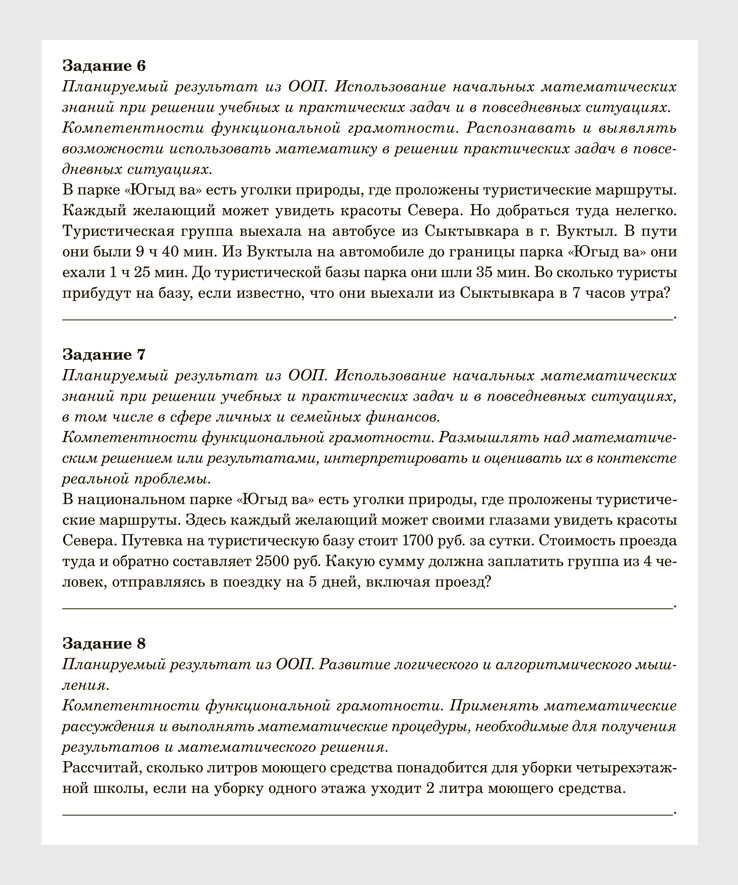 Задание 6
Планируемый результат из ООП. Использование начальных математических
знаний при решении учебных и практических задач и в повседневных ситуациях.
Компетентности функциональной грамотности. Распознавать и выявлять
возможности использовать математику в решении практических задач в повсе-
дневных ситуациях.
В парке «Югыд ва» есть уголки природы, где проложены туристические маршруты.
Каждый желающий может увидеть красоты Севера. Но добраться туда нелегко.
Туристическая группа выехала на автобусе из Сыктывкара в г. Вуктыл. В пути
они были 9 ч 40 мин. Из Вуктыла на автомобиле до границы парка «Югыд ва» они
ехали 1 ч 25 мин. До туристической базы парка они шли 35 мин. Во сколько туристы
прибудут на базу, если известно, что они выехали из Сыктывкара в 7 часов утра?
.
Задание 7
Планируемый результат из ООП. Использование начальных математических
знаний при решении учебных и практических задач и в повседневных ситуациях,
в том числе в сфере личных и семейных финансов.
Компетентности функциональной грамотности. Размышлять над математиче-
ским решением или результатами, интерпретировать и оценивать их в контексте
реальной проблемы.
В национальном парке «Югыд ва» есть уголки природы, где проложены туристиче-
ские маршруты. Здесь каждый желающий может своими глазами увидеть красоты
Севера. Путевка на туристическую базу стоит 1700 руб. за сутки. Стоимость проезда
туда и обратно составляет 2500 руб. Какую сумму должна заплатить группа из 4 че-
ловек, отправляясь в поездку на 5 дней, включая проезд?
.
Задание 8
Планируемый результат из ООП. Развитие логического и алгоритмического мыш-
ления.
Компетентности функциональной грамотности. Применять математические
рассуждения и выполнять математические процедуры, необходимые для получения
результатов и математического решения.
Рассчитай, сколько литров моющего средства понадобится для уборки четырехэтаж-
ной школы, если на уборку одного этажа уходит 2 литра моющего средства.
.